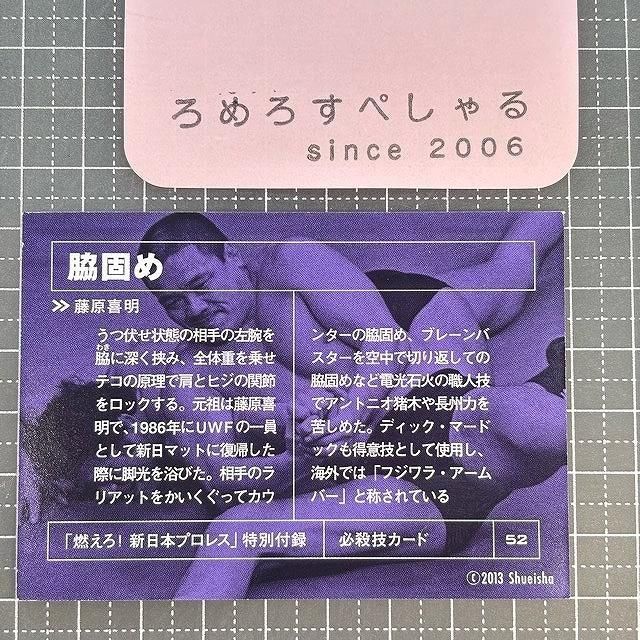 ろめろすぺしゃる
since 2006
脇固め
≫ 藤原喜明
うつ伏せ状態の相手の左腕を
わき
脇に深く挟み、全体重を乗せ
テコの原理で肩とヒジの関節
をロックする。元祖は藤原喜
明で、1986年にUWFの一員
として新日マットに復帰した
際に脚光を浴びた。相手のラ
リアットをかいくぐってカウ
ンターの脇固め、ブレーンバ
スターを空中で切り返しての
脇固めなど電光石火の職人技
でアントニオ猪木や長州力を
苦しめた。ディック・マード
ックも得意技として使用し、
海外では「フジワラ・アーム
バー」と称されている
「燃えろ! 新日本プロレス」特別付録
必殺技カード
52
©2013 Shueisha